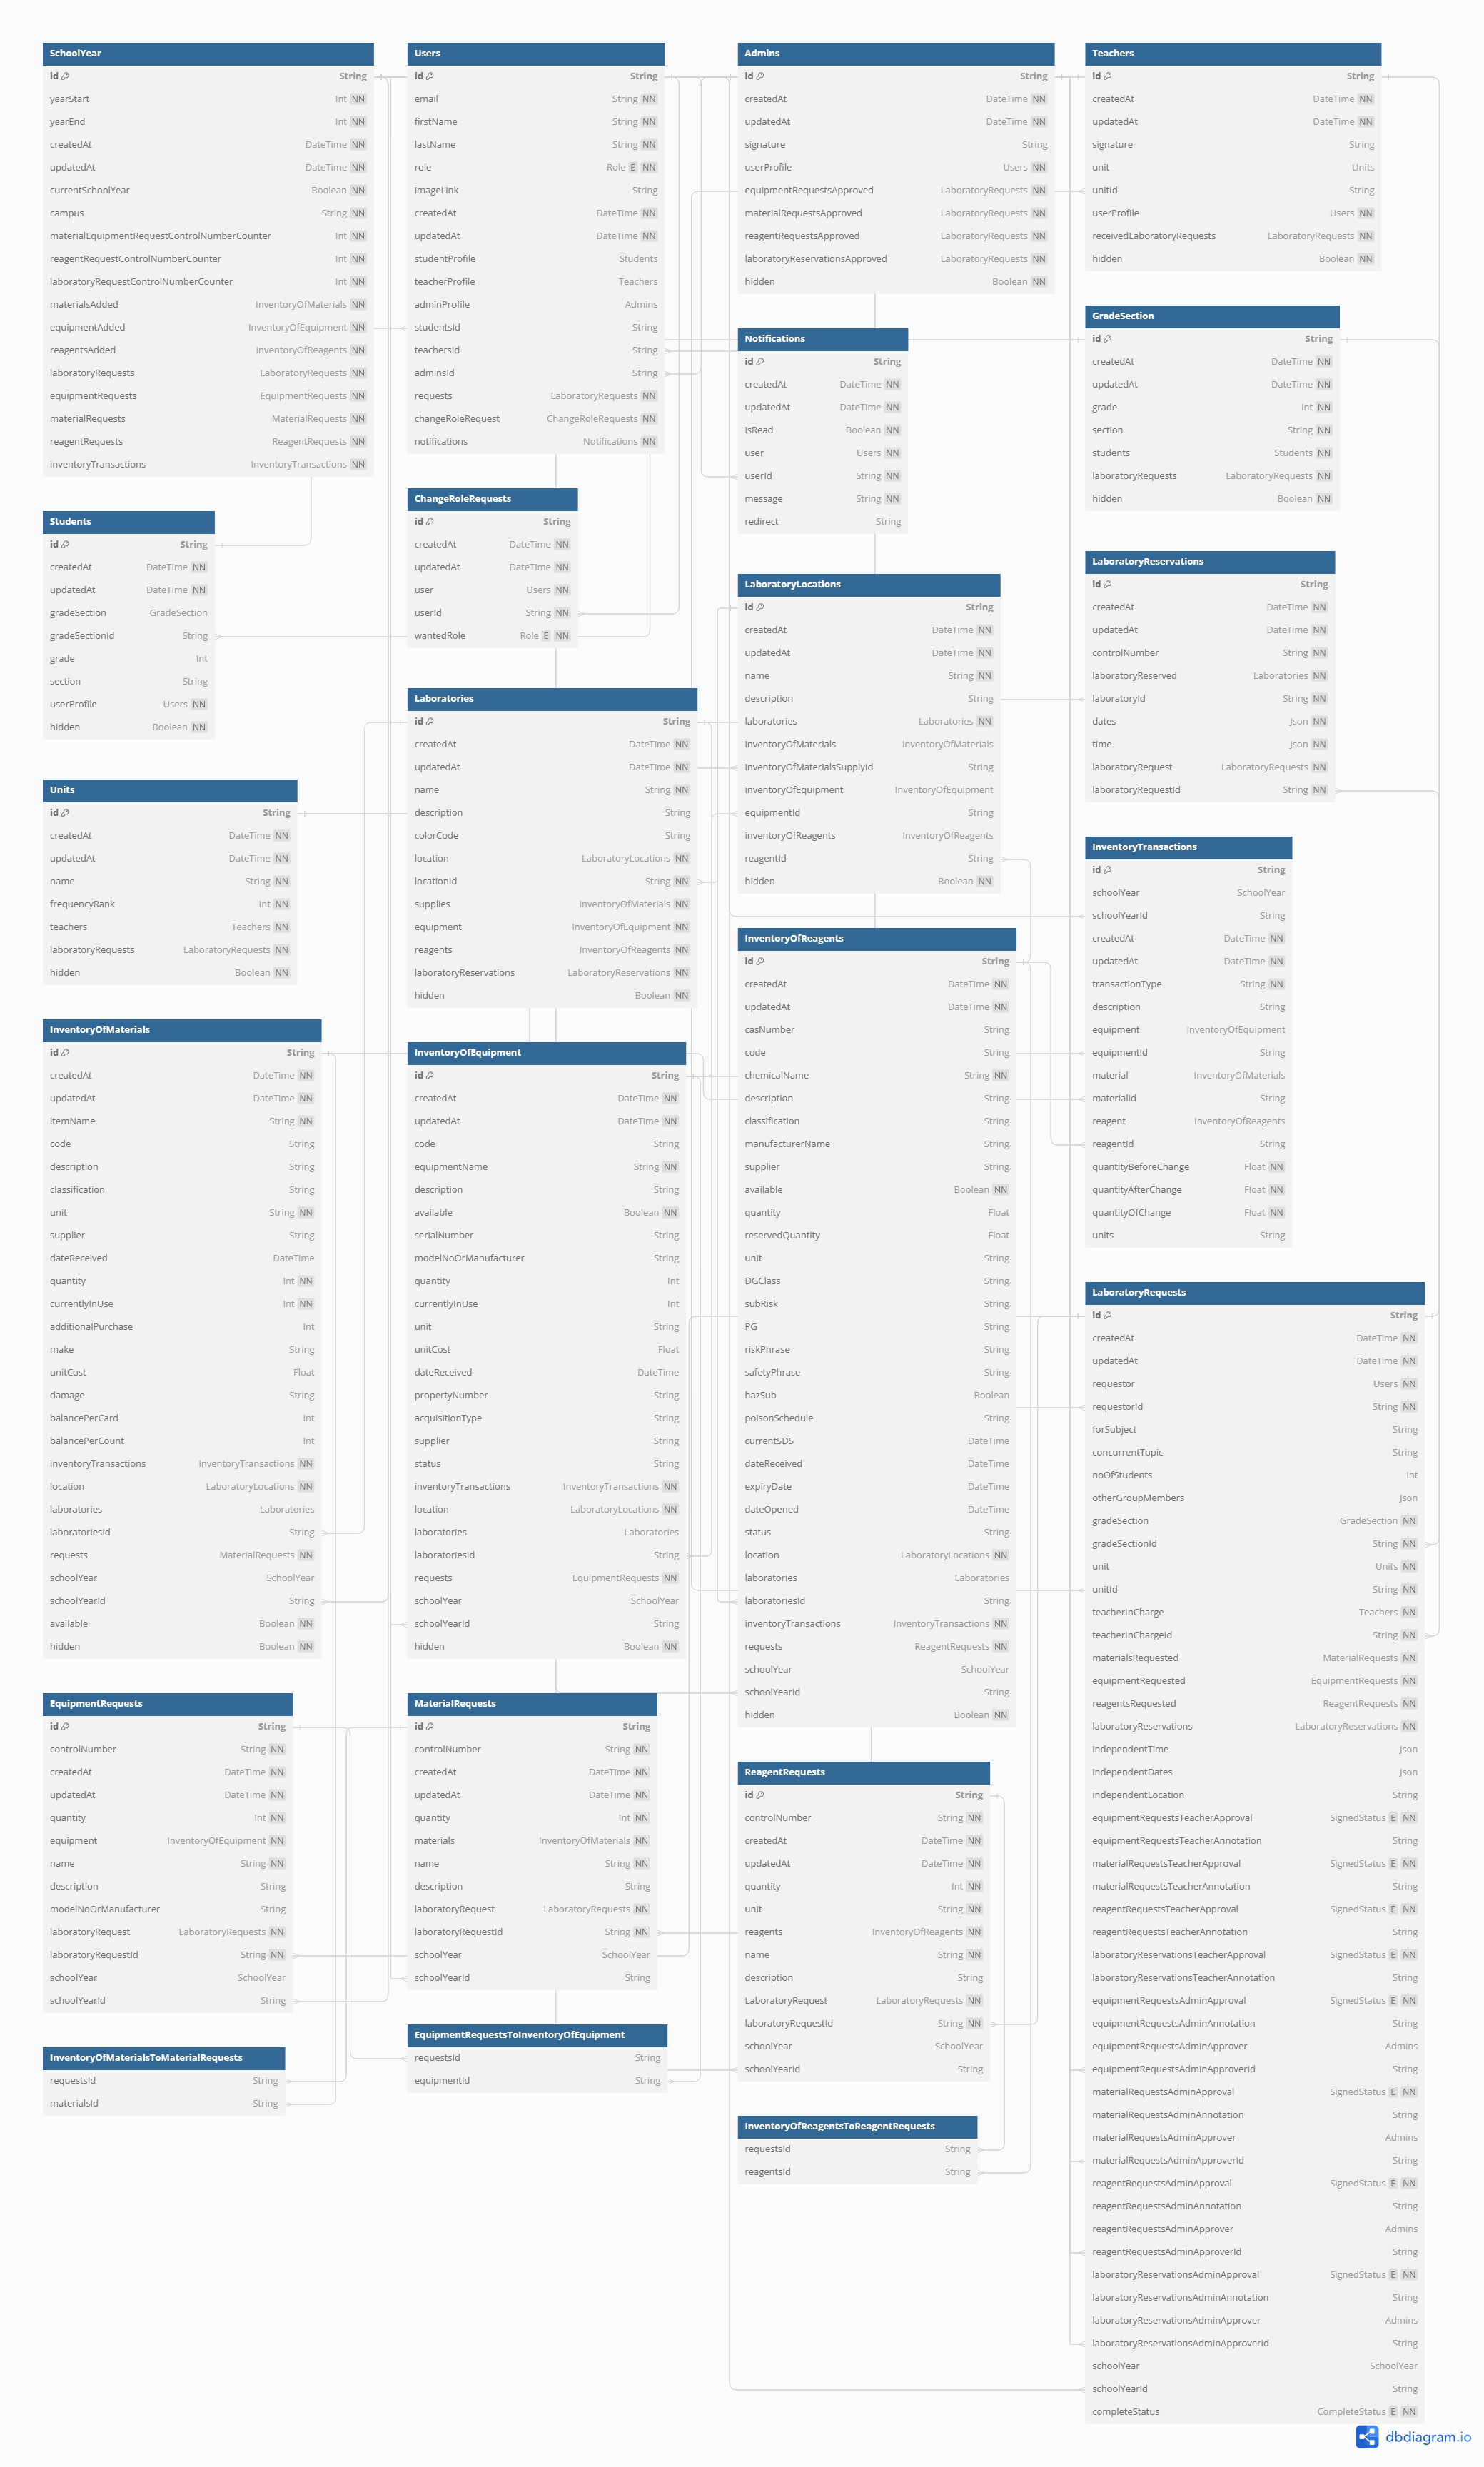 SchoolYear
id String
yearStart Int NN
yearEnd Int NN
createdAt DateTime NN
updatedAt DateTime NN
currentSchoolYear Boolean NN
campus String NN
materialEquipmentRequestControlNumberCounter Int NN
reagentRequestControlNumberCounter Int NN
laboratoryRequestControlNumberCounter Int NN
materialsAdded InventoryOfMaterials NN
equipmentAdded InventoryOfEquipment NN
reagentsAdded InventoryOfReagents NN
laboratoryRequests LaboratoryRequests NN
equipmentRequests EquipmentRequests NN
materialRequests MaterialRequests NN
reagentRequests ReagentRequests NN
inventoryTransactions InventoryTransactions NN
Students
id String
createdAt DateTime NN
updatedAt DateTime NN
gradeSection GradeSection
gradeSectionId String
grade Int
section String
userProfile Users NN
hidden Boolean NN
Units
id String
createdAt DateTime NN
updatedAt DateTime NN
name String NN
frequencyRank Int NN
teachers Teachers NN
laboratoryRequests LaboratoryRequests NN
hidden Boolean NN
InventoryOfMaterials
id String
createdAt DateTime NN
updatedAt DateTime NN
itemName String NN
code String
description String
classification String
unit String NN
supplier String
dateReceived DateTime
quantity Int NN
currentlyInUse Int NN
additionalPurchase Int
make String
unitCost Float
damage String
balancePerCard Int
balancePerCount Int
inventoryTransactions InventoryTransactions NN
location LaboratoryLocations NN
laboratories Laboratories
laboratoriesId String
requests MaterialRequests NN
schoolYear SchoolYear
schoolYearId String
available Boolean NN
hidden Boolean NN
EquipmentRequests
id String
controlNumber String NN
createdAt DateTime NN
updatedAt DateTime NN
quantity Int NN
equipment InventoryOfEquipment NN
name String NN
description String
modelNoOrManufacturer String
laboratoryRequest LaboratoryRequests NN
laboratoryRequestId String NN
schoolYear SchoolYear
schoolYearId String
InventoryOfMaterialsToMaterialRequests
requestsId String
materialsId String
Users
id String
email String NN
firstName String NN
lastName String NN
role Role E NN
imageLink String
createdAt DateTime NN
updatedAt DateTime NN
studentProfile Students
teacherProfile Teachers
adminProfile Admins
studentsId String
teachersId String
adminsId String
requests LaboratoryRequests NN
changeRoleRequest ChangeRoleRequests NN
notifications Notifications NN
ChangeRoleRequests
id String
createdAt DateTime NN
updatedAt DateTime NN
user Users NN
userId String NN
wantedRole Role E NN
Laboratories
id String
createdAt DateTime NN
updatedAt DateTime NN
name String NN
description String
colorCode String
location LaboratoryLocations NN
locationId String NN
supplies InventoryOfMaterials NN
equipment InventoryOfEquipment NN
reagents InventoryOfReagents NN
laboratoryReservations LaboratoryReservations NN
hidden Boolean NN
InventoryOfEquipment
id String
createdAt DateTime NN
updatedAt DateTime NN
code String
equipmentName String NN
description String
available Boolean NN
serialNumber String
modelNoOrManufacturer String
quantity Int
currentlyInUse Int
unit String
unitCost Float
dateReceived DateTime
propertyNumber String
acquisitionType String
supplier String
status String
inventoryTransactions InventoryTransactions NN
location LaboratoryLocations NN
laboratories Laboratories
laboratoriesId String
requests EquipmentRequests NN
schoolYear SchoolYear
schoolYearId String
hidden Boolean NN
MaterialRequests
id String
controlNumber String NN
createdAt DateTime NN
updatedAt DateTime NN
quantity Int NN
materials InventoryOfMaterials NN
name String NN
description String
laboratoryRequest LaboratoryRequests NN
laboratoryRequestId String NN
schoolYear SchoolYear
schoolYearId String
EquipmentRequestsToInventoryOfEquipment
requestsId String
equipmentId String
Admins
id String
createdAt DateTime NN
updatedAt DateTime NN
signature String
userProfile Users NN
equipmentRequestsApproved LaboratoryRequests NN
materialRequestsApproved LaboratoryRequests NN
reagentRequestsApproved LaboratoryRequests NN
laboratoryReservationsApproved LaboratoryRequests NN
hidden Boolean NN
Notifications
id String
createdAt DateTime NN
updatedAt DateTime NN
isRead Boolean NN
user Users NN
userId String NN
message String NN
redirect String
LaboratoryLocations
id String
createdAt DateTime NN
updatedAt DateTime NN
name String NN
description String
laboratories Laboratories NN
inventoryOfMaterials InventoryOfMaterials
inventoryOfMaterialsSupplyId String
inventoryOfEquipment InventoryOfEquipment
equipmentId String
inventoryOfReagents InventoryOfReagents
reagentId String
hidden Boolean NN
InventoryOfReagents
id String
createdAt DateTime NN
updatedAt DateTime NN
casNumber String
code String
chemicalName String NN
description String
classification String
manufacturerName String
supplier String
available Boolean NN
quantity Float
reservedQuantity Float
unit String
DGClass String
subRisk String
PG String
riskPhrase String
safetyPhrase String
hazSub Boolean
poisonSchedule String
currentSDS DateTime
dateReceived DateTime
expiryDate DateTime
dateOpened DateTime
status String
location LaboratoryLocations NN
laboratories Laboratories
laboratoriesId String
inventoryTransactions InventoryTransactions NN
requests ReagentRequests NN
schoolYear SchoolYear
schoolYearId String
hidden Boolean NN
ReagentRequests
id String
controlNumber String NN
createdAt DateTime NN
updatedAt DateTime NN
quantity Int NN
unit String NN
reagents InventoryOfReagents NN
name String NN
description String
LaboratoryRequest LaboratoryRequests NN
laboratoryRequestId String NN
schoolYear SchoolYear
schoolYearId String
InventoryOfReagentsToReagentRequests
requestsId String
reagentsId String
Teachers
id String
createdAt DateTime NN
updatedAt DateTime NN
signature String
unit Units
unitId String
userProfile Users NN
receivedLaboratoryRequests LaboratoryRequests NN
hidden Boolean NN
GradeSection
id String
createdAt DateTime NN
updatedAt DateTime NN
grade Int NN
section String NN
students Students NN
laboratoryRequests LaboratoryRequests NN
hidden Boolean NN
LaboratoryReservations
id String
createdAt DateTime NN
updatedAt DateTime NN
controlNumber String NN
laboratoryReserved Laboratories NN
laboratoryId String NN
dates Json NN
time Json NN
laboratoryRequest LaboratoryRequests NN
laboratoryRequestId String NN
InventoryTransactions
id String
schoolYear SchoolYear
schoolYearId String
createdAt DateTime NN
updatedAt DateTime NN
transactionType String NN
description String
equipment InventoryOfEquipment
equipmentId String
material InventoryOfMaterials
materialId String
reagent InventoryOfReagents
reagentId String
quantityBeforeChange Float NN
quantityAfterChange Float NN
quantityOfChange Float NN
units String
LaboratoryRequests
id String
createdAt DateTime NN
updatedAt DateTime NN
requestor Users NN
requestorId String NN
forSubject String
concurrentTopic String
noOfStudents Int
otherGroupMembers Json
gradeSection GradeSection NN
gradeSectionId String NN
unit Units NN
unitId String NN
teacherInCharge Teachers NN
teacherInChargeId String NN
materialsRequested MaterialRequests NN
equipmentRequested EquipmentRequests NN
reagentsRequested ReagentRequests NN
laboratoryReservations LaboratoryReservations NN
independentTime Json
independentDates Json
independentLocation String
equipmentRequestsTeacherApproval SignedStatus E NN
equipmentRequestsTeacherAnnotation String
materialRequestsTeacherApproval SignedStatus E NN
materialRequestsTeacherAnnotation String
reagentRequestsTeacherApproval SignedStatus E NN
reagentRequestsTeacherAnnotation String
laboratoryReservationsTeacherApproval SignedStatus E NN
laboratoryReservationsTeacherAnnotation String
equipmentRequestsAdminApproval SignedStatus E NN
equipmentRequestsAdminAnnotation String
equipmentRequestsAdminApprover Admins
equipmentRequestsAdminApproverId String
materialRequestsAdminApproval SignedStatus E NN
materialRequestsAdminAnnotation String
materialRequestsAdminApprover Admins
materialRequestsAdminApproverId String
reagentRequestsAdminApproval SignedStatus E NN
reagentRequestsAdminAnnotation String
reagentRequestsAdminApprover Admins
reagentRequestsAdminApproverId String
laboratoryReservationsAdminApproval SignedStatus E NN
laboratoryReservationsAdminAnnotation String
laboratoryReservationsAdminApprover Admins
laboratoryReservationsAdminApproverId String
schoolYear SchoolYear
schoolYearId String
completeStatus CompleteStatus E NN
dbdiagram.io